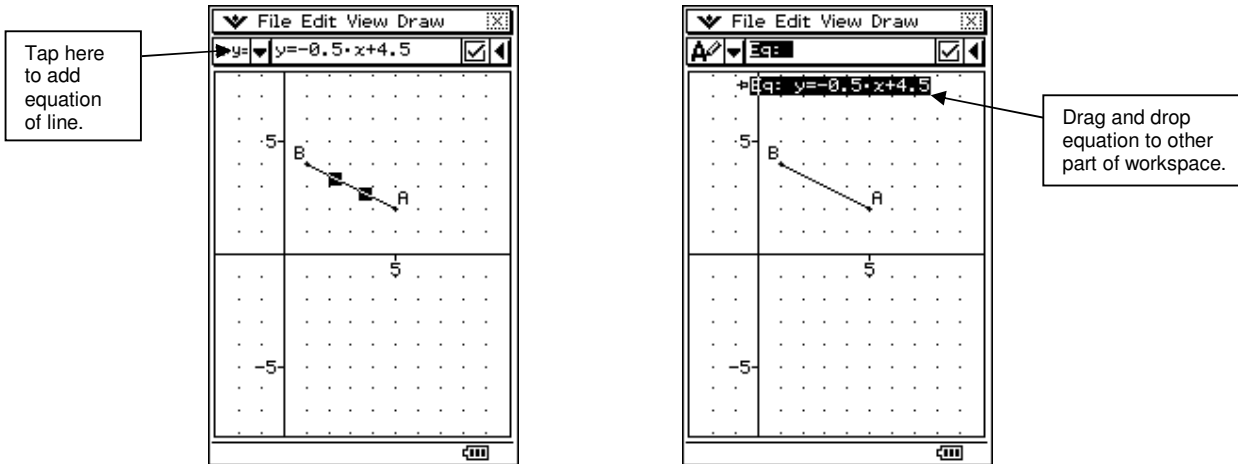 Tap here
to add
equation
of line.
File Edit View Draw
y= y=-0.5·x+4.5
5
B
A
5
-5
File Edit View Draw
Eq:
Eq: y=-0.5·x+4.5
5
B
A
5
-5
Drag and drop
equation to other
part of workspace.